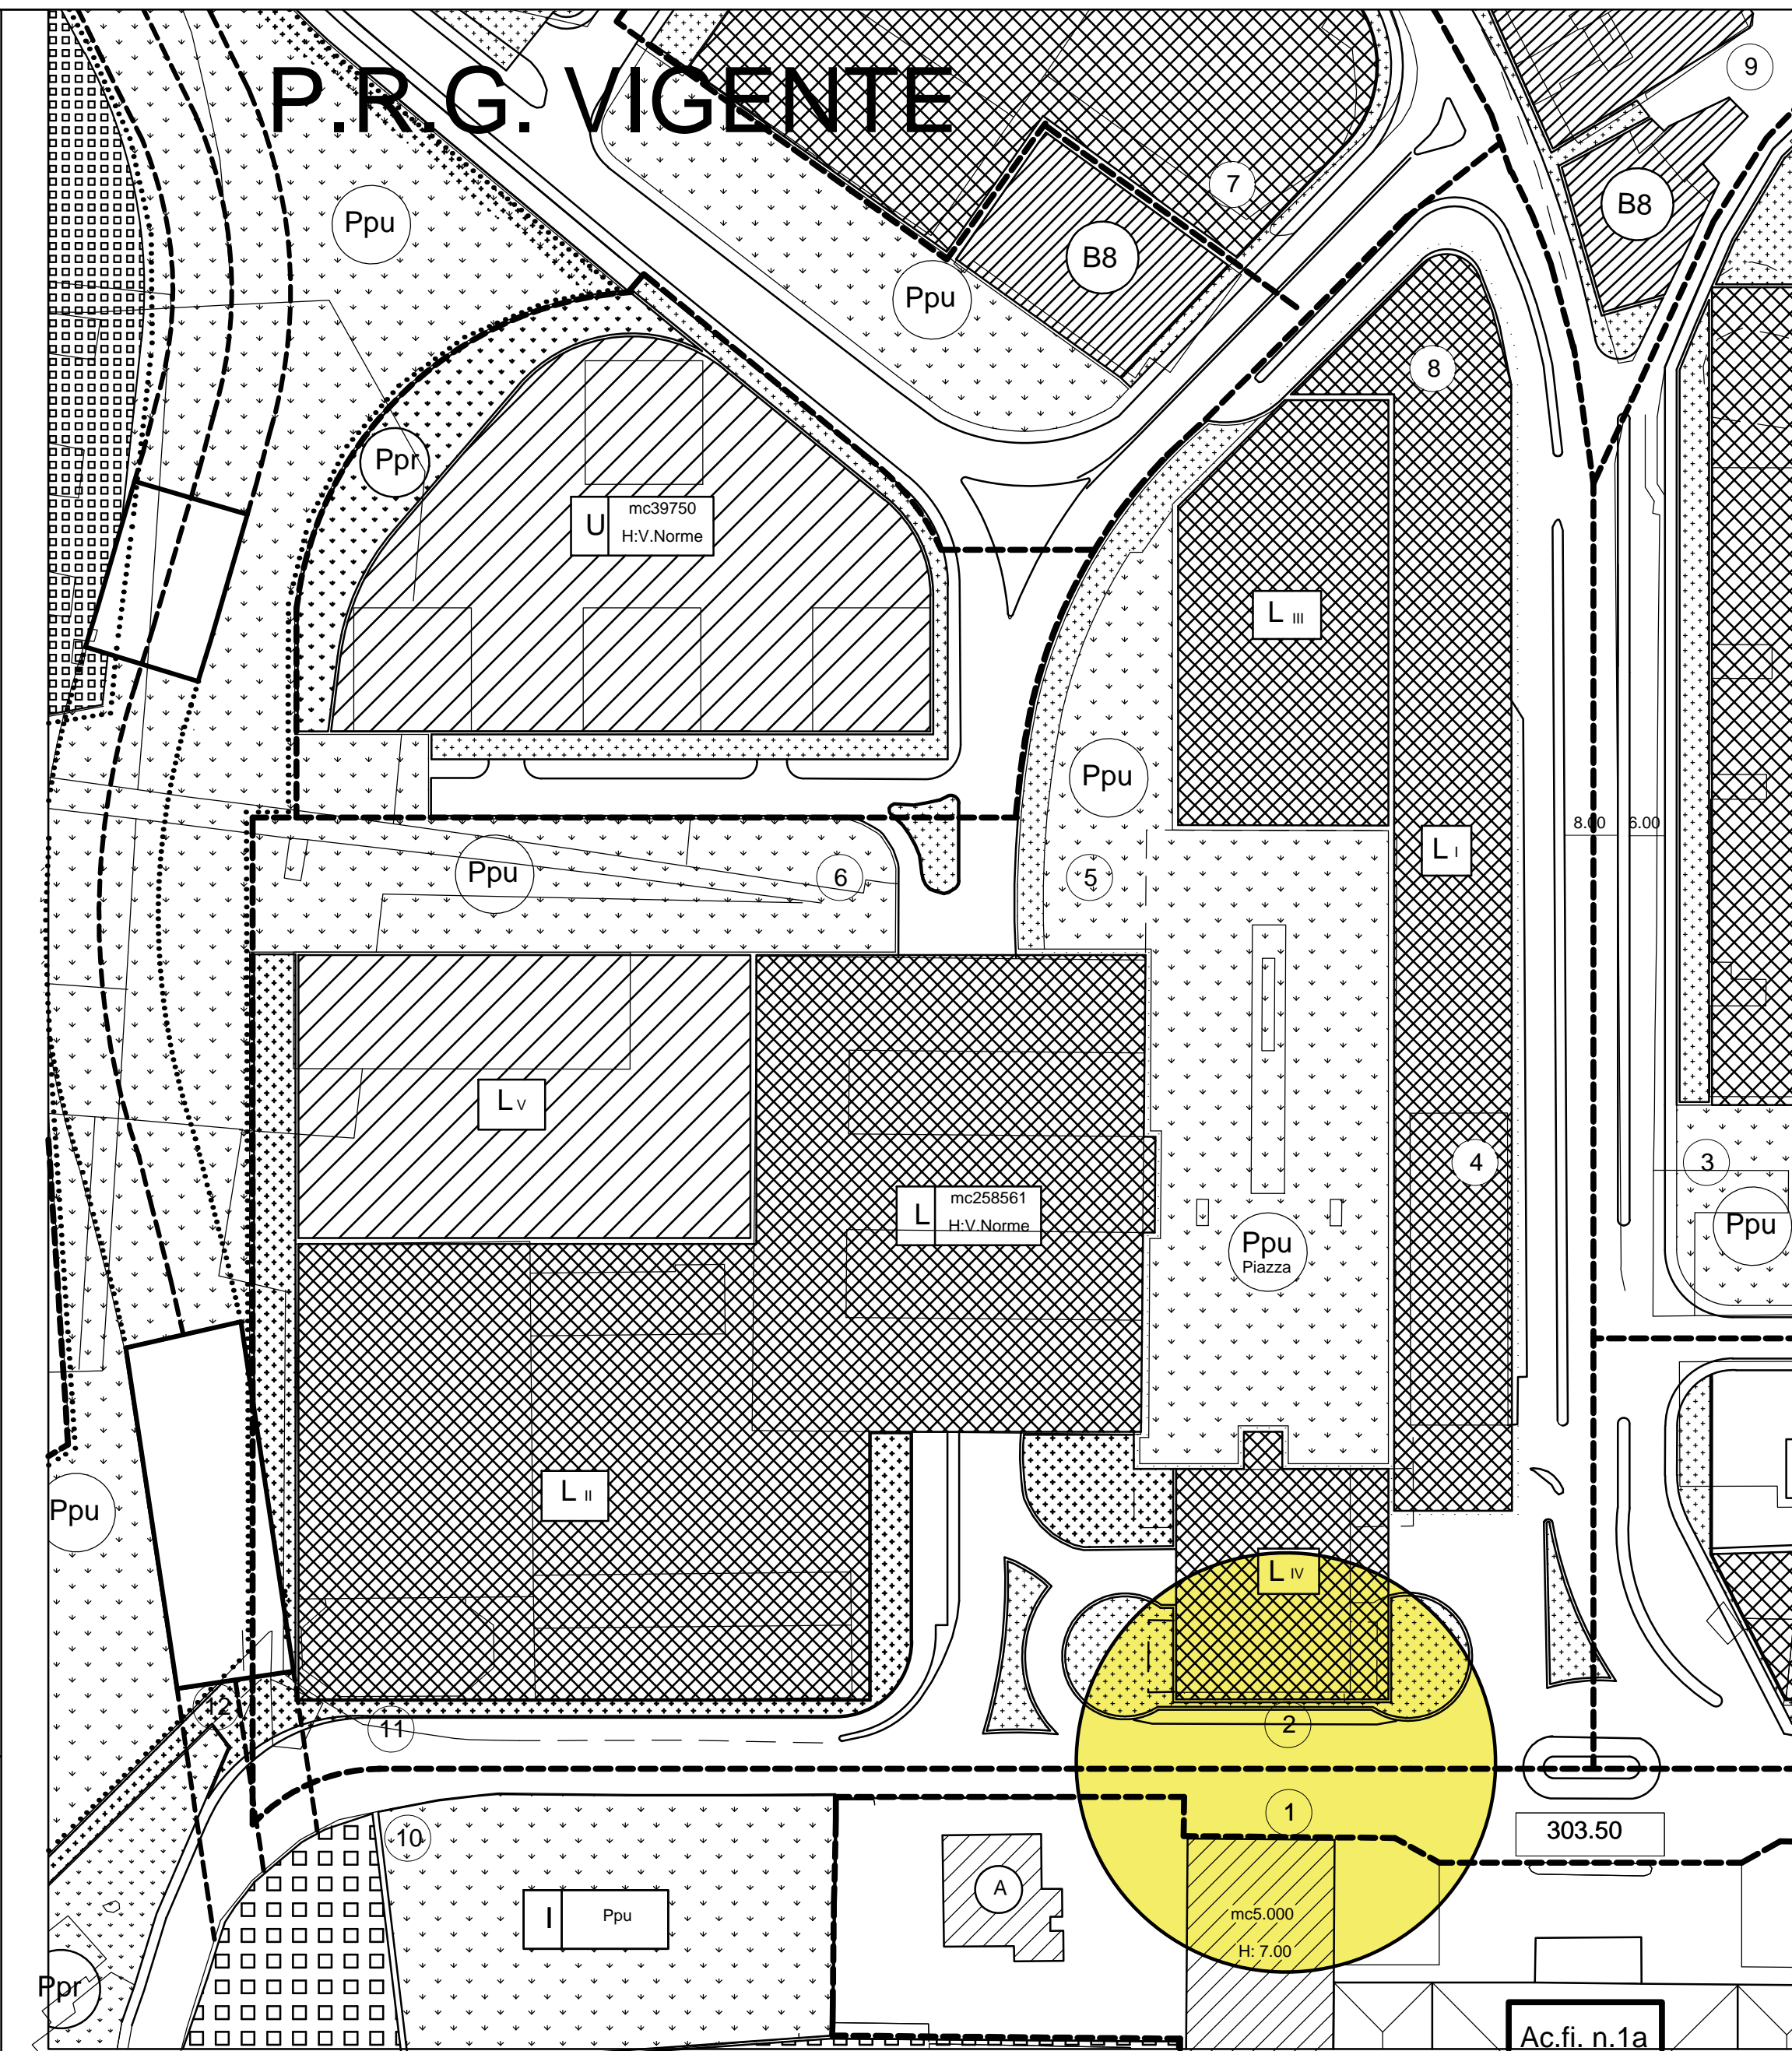 P.R.G. VIGENTE
9
7
B8
Ppu
B8
Ppu
8
Ppr
U mc39750
H:V.Norme
L III
Ppu
8.00 6.00
L I
Ppu
6
5
L V
4
3
L mc258561
H:V.Norme
Ppu
Piazza
Ppu
L II
Ppu
L IV
12
11
2
1
303.50
10
A
I Ppu
mc5.000
H: 7.00
Ppr
Ac.fi. n.1a